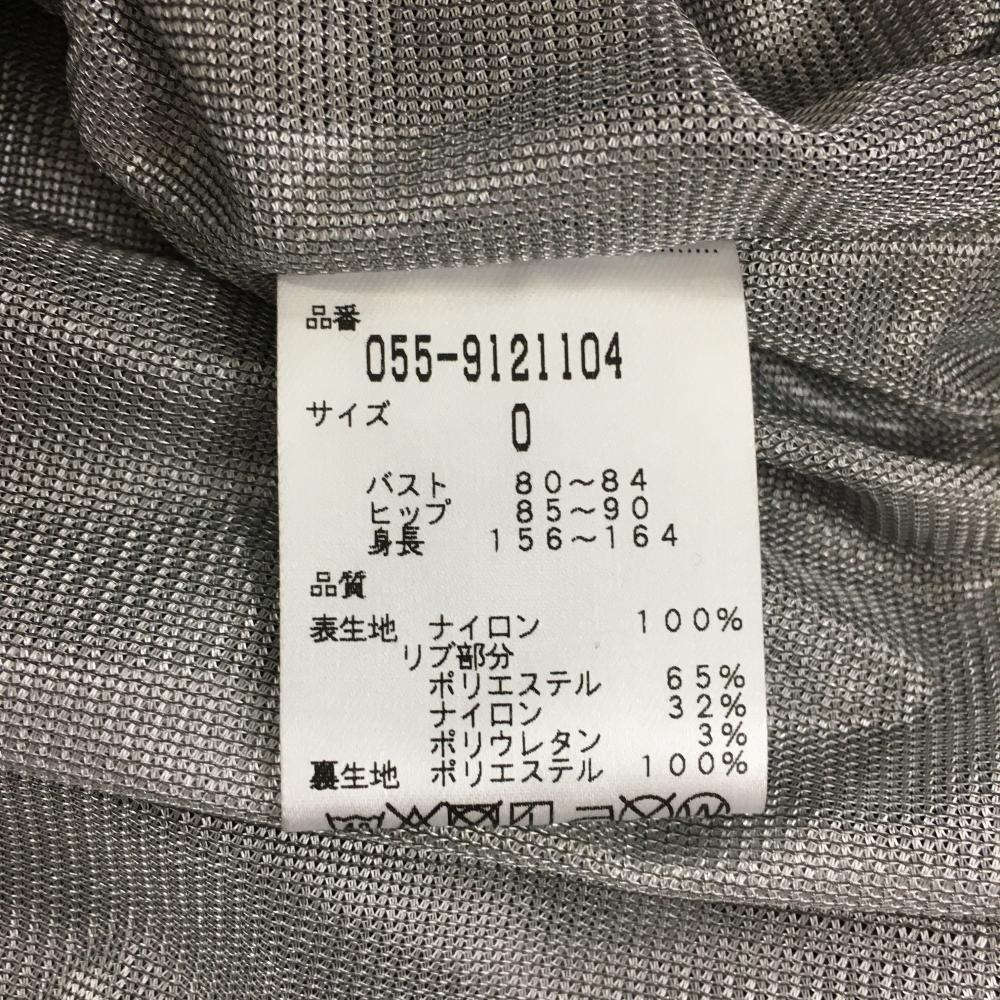 品番
055-9121104
サイズ 0
バスト 80～84
ヒップ 85～90
身長 156～164
品質
表生地 ナイロン 100%
リブ部分
ポリエステル 65%
ナイロン 32%
ポリウレタン 3%
裏生地 ポリエステル 100%